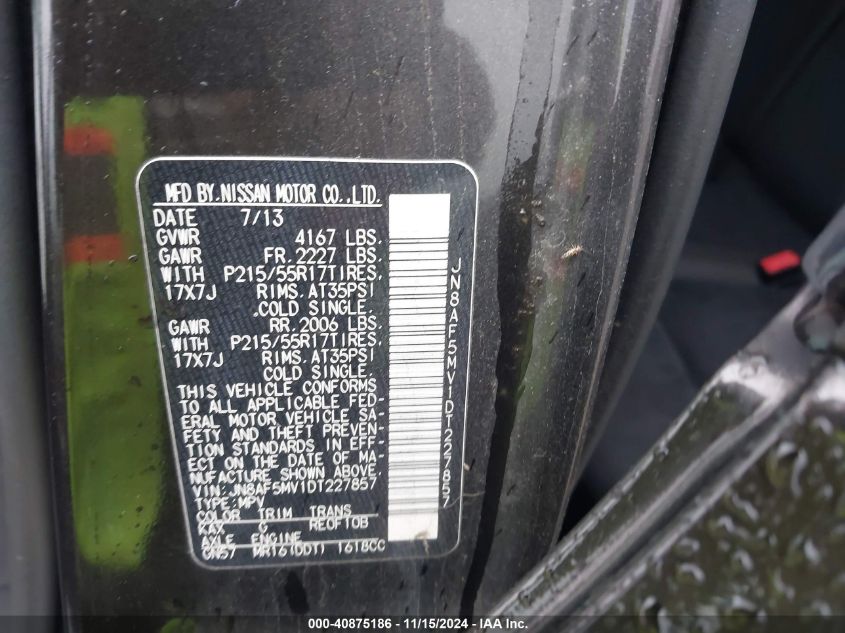 MFD BY.NISSAN MOTOR CO.,LTD.
DATE 7/13
GVWR 4167 LBS.
GAWR FR.2227 LBS.
WITH P215/55R17TIRES,
17X7J RIMS.AT35PSI
.COLD SINGLE.
GAWR RR.2006 LBS.
WITH P215/55R17TIRES.
17X7J RIMS.AT35PSI
COLD SINGLE.
THIS VEHICLE CONFORMS
TO ALL APPLICABLE FED-
ERAL MOTOR VEHICLE SA-
FETY AND THEFT PREVEN-
TION STANDARDS IN EFF-
ECT ON THE DATE OF MA-
NUFACTURE SHOWN ABOVE.
VIN:JN8AF5MV1DT227857
TYPE:MPV
COLOR TRIM TRANS
KAX G RE0F10B
AXLE ENGINE
GN57 MR16(DDT) 1618CC
JN8AF5MV1DT227857
000-40875186 - 11/15/2024 - IAA Inc.